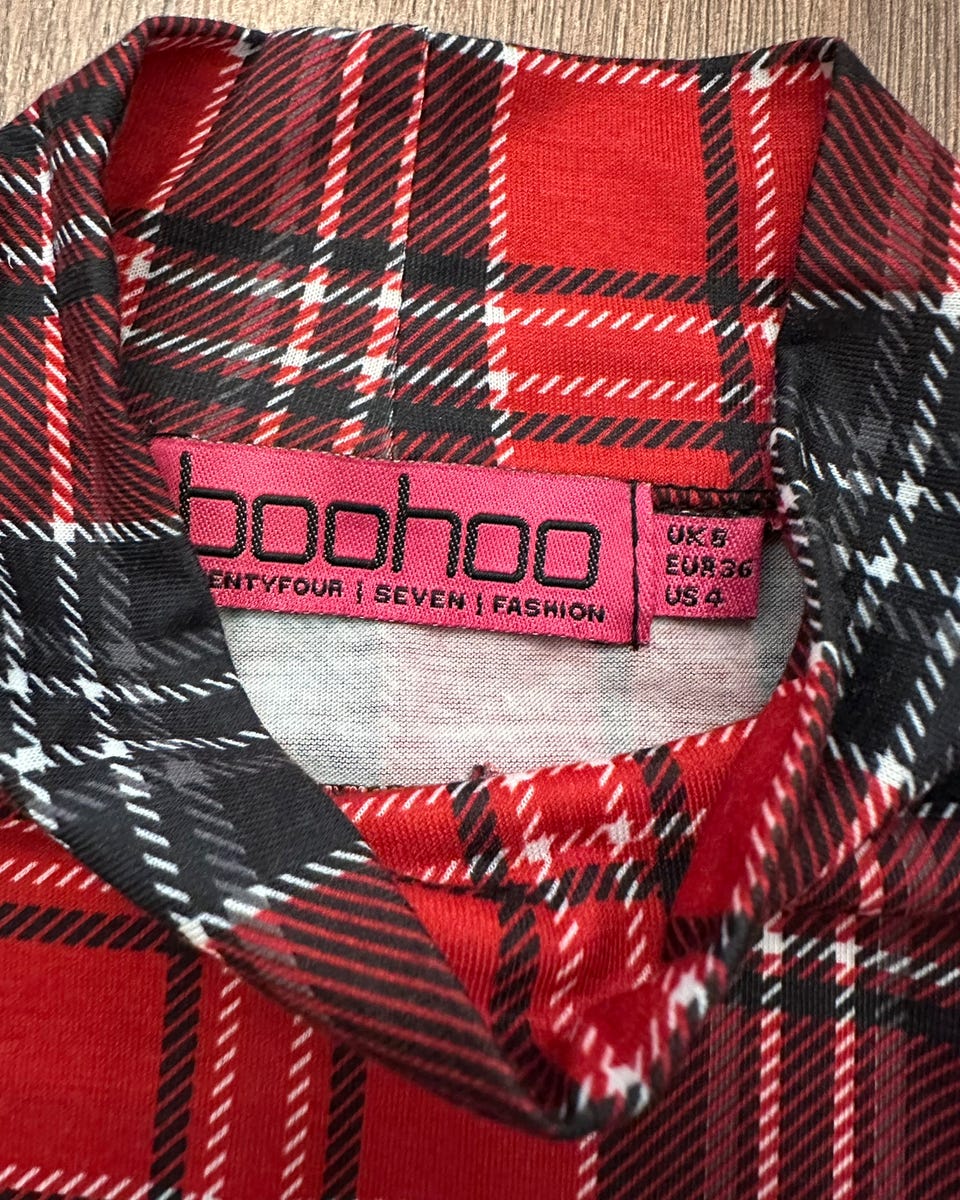 boohoo
ENTYFOUR | SEVEN | FASHION
UK 8
EUR 36
US 4